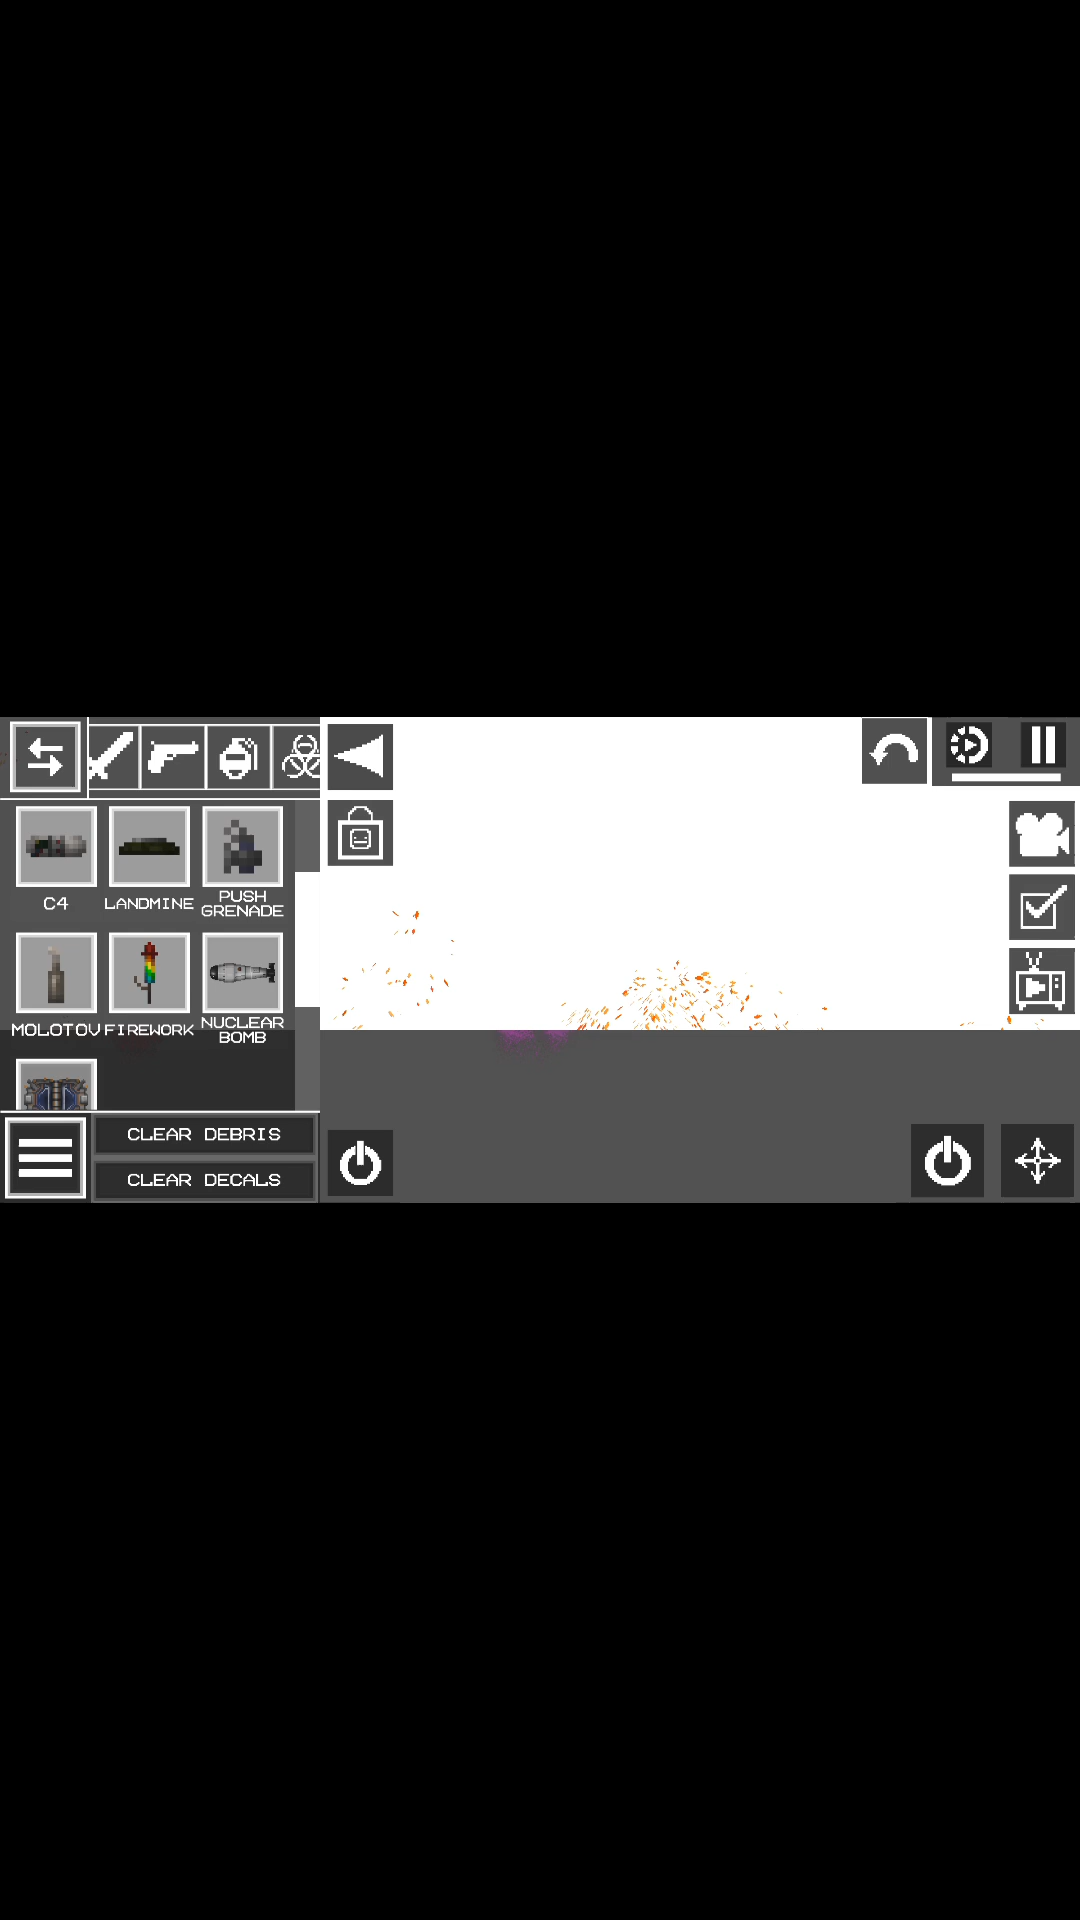 C4
LANDMINE
PUSH
GRENADE
MOLOTOV
FIREWORK
NUCLEAR
BOMB
CLEAR DEBRIS
CLEAR DECALS